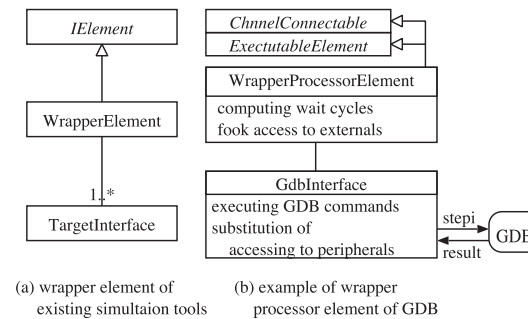 IElement
WrapperElement
1..*
TargetInterface
(a) wrapper element of
existing simultaion tools
ChnnelConnectable
ExectutableElement
WrapperProcessorElement
computing wait cycles
fook access to externals
GdbInterface
executing GDB commands
substitution of
accessing to peripherals
stepi
result
GDB
(b) example of wrapper
processor element of GDB